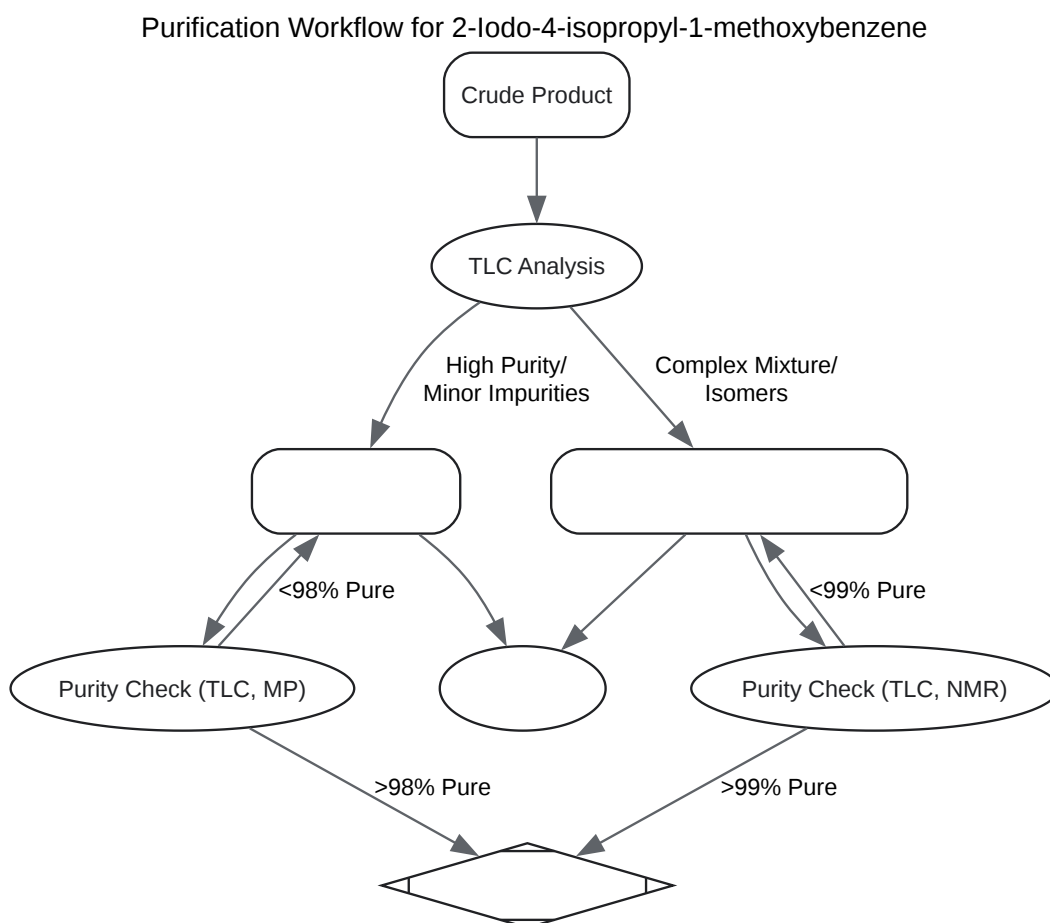 Purification Workflow for 2-Iodo-4-isopropyl-1-methoxybenzene
Crude Product
TLC Analysis
High Purity/
Minor Impurities
Complex Mixture/
Isomers
<98% Pure
<99% Pure
Purity Check (TLC, MP)
Purity Check (TLC, NMR)
>98% Pure
>99% Pure